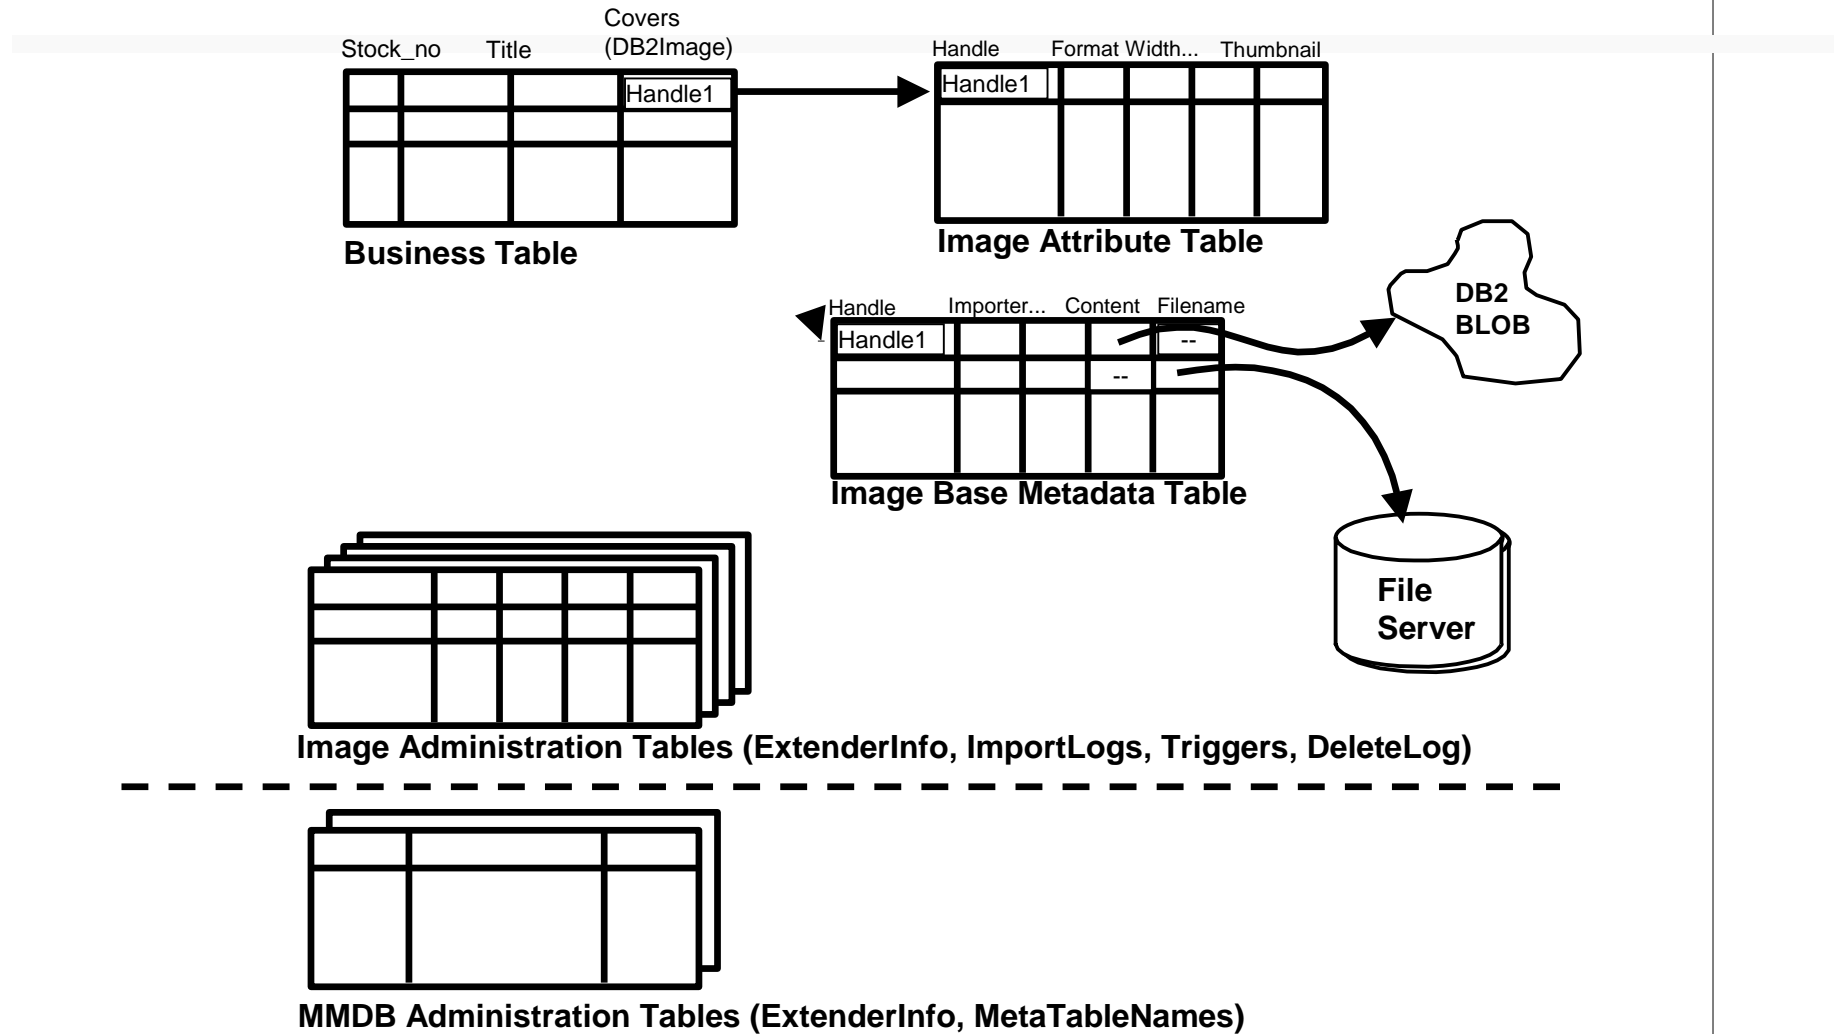 Covers
Stock_no Title (DB2Image)
Handle Format Width... Thumbnail
Handle1
Handle1
Business Table
Image Attribute Table
Handle Importer... Content Filename
Handle1 --
--
DB2
BLOB
Image Base Metadata Table
File
Server
Image Administration Tables (ExtenderInfo, ImportLogs, Triggers, DeleteLog)
MMDB Administration Tables (ExtenderInfo, MetaTableNames)